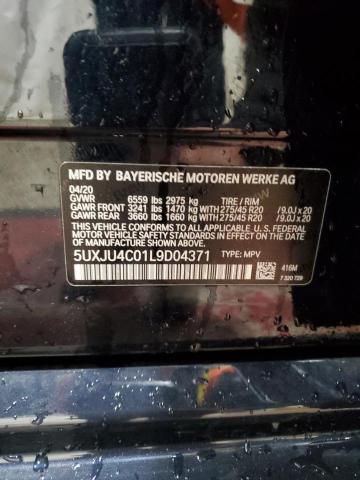 MFD BY BAYERISCHE MOTOREN WERKE AG
04/20
GVWR 6559 lbs 2975 kg TIRE / RIM
GAWR FRONT 3241 lbs 1470 kg WITH 275/45 R20 /9.0J x 20
GAWR REAR 3660 lbs 1660 kg WITH 275/45 R20 /9.0J x 20
THIS VEHICLE CONFORMS TO ALL APPLICABLE
U.S. FEDERAL MOTOR VEHICLE SAFETY STANDARDS
IN EFFECT ON THE DATE OF MANUFACTURE
SHOWN ABOVE.
5UXJU4C01L9D04371 TYPE: MPV 416M
7 320 729